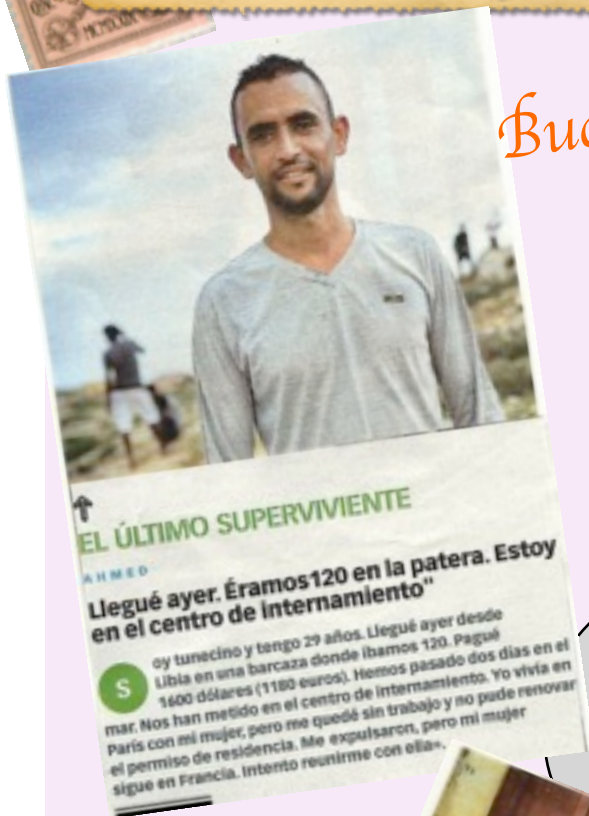 Buc
EL ÚLTIMO SUPERVIVIENTE
AHMED
Llegué ayer. Éramos120 en la patera. Estoy
en el centro de internamiento"
Soy tunecino y tengo 29 años. Llegué ayer desde
Libia en una barcaza donde íbamos 120. Pagué
1600 dólares (1180 euros). Hemos pasado dos días en el
mar. Nos han metido en el centro de internamiento. Yo vivía en
París con mi mujer, pero me quedé sin trabajo y no pude renovar
el permiso de residencia. Me expulsaron, pero mi mujer
sigue en Francia. Intento reunirme con ella».